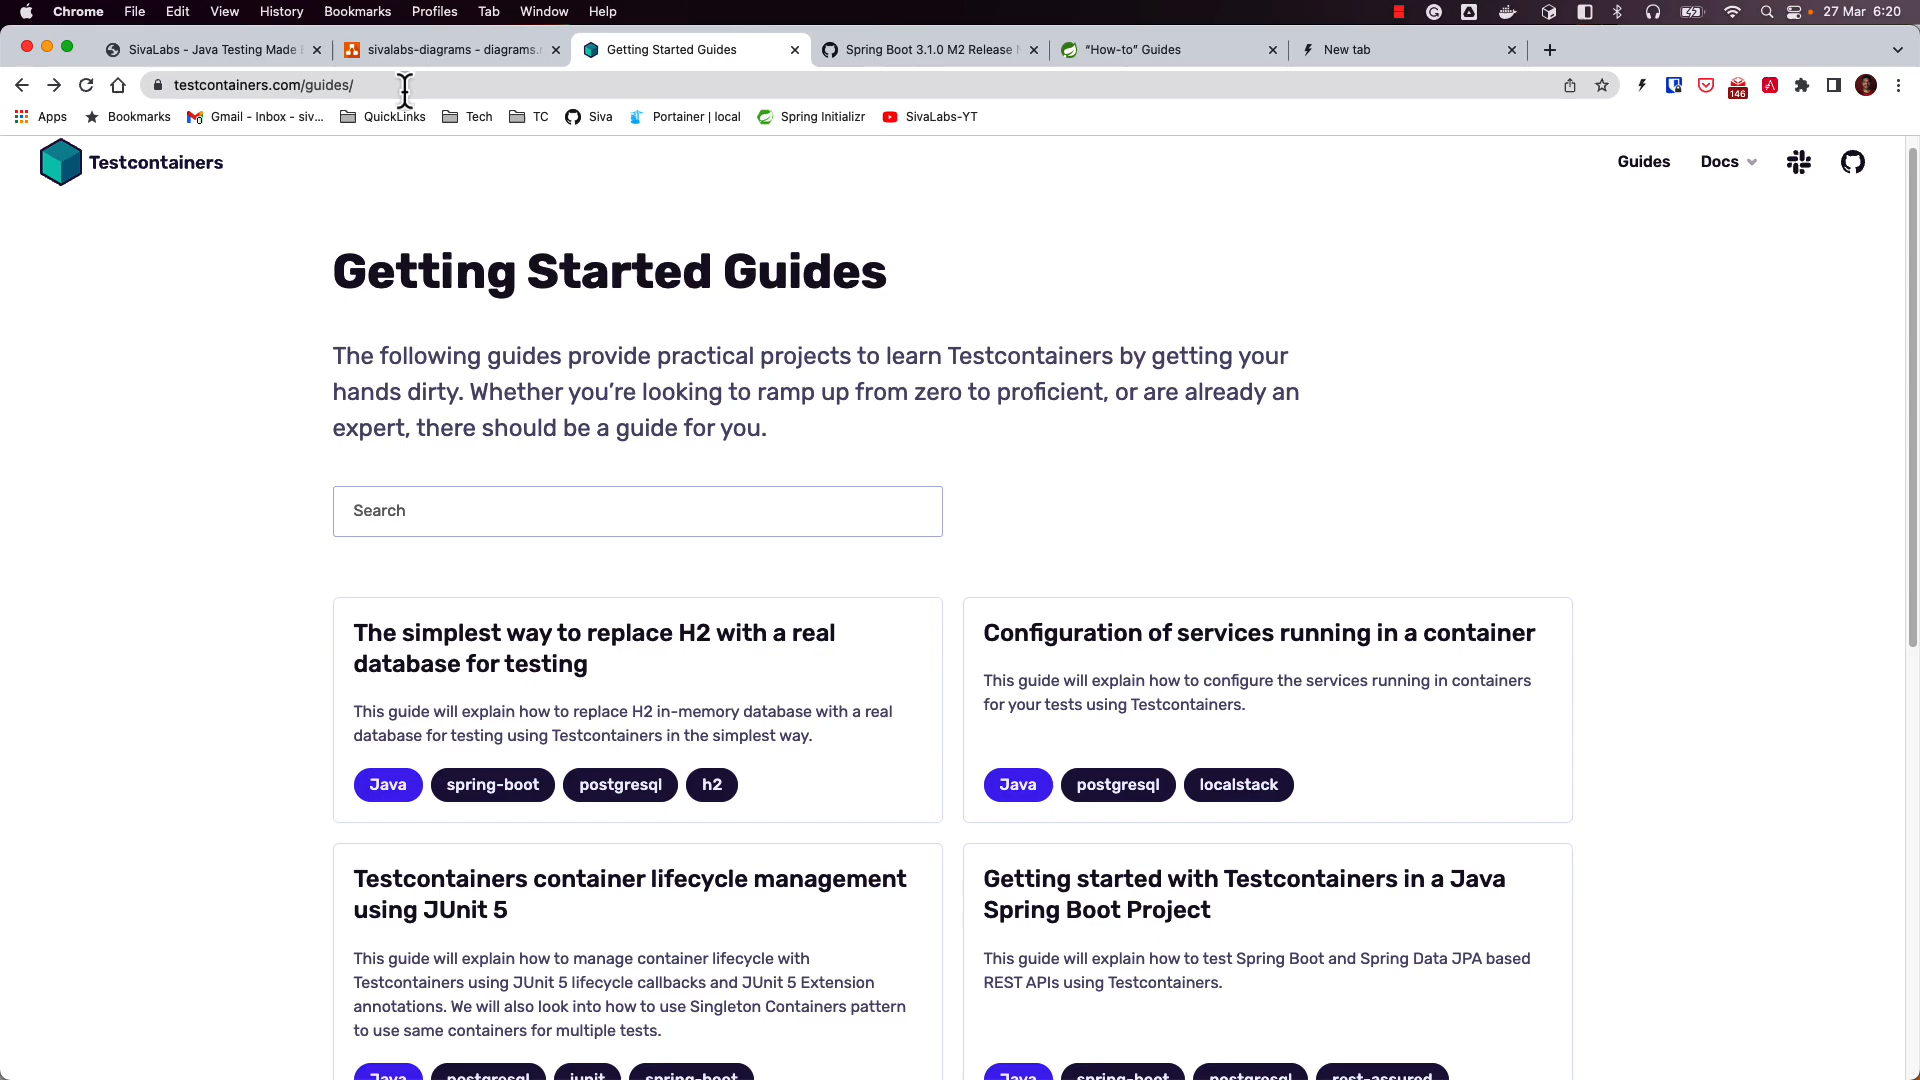 Chrome File Edit View History Bookmarks Profiles Tab Window Help 27 Mar 6:20
SivaLabs - Java Testing Made sivalabs-diagrams - diagrams. Getting Started Guides Spring Boot 3.1.0 M2 Release “How-to” Guides New tab
testcontainers.com/guides/
146
Apps Bookmarks Gmail - Inbox - siv... QuickLinks Tech TC Siva Portainer | local Spring Initializr SivaLabs-YT
Testcontainers Guides Docs
Getting Started Guides
The following guides provide practical projects to learn Testcontainers by getting your
hands dirty. Whether you’re looking to ramp up from zero to proficient, or are already an
expert, there should be a guide for you.
Search
The simplest way to replace H2 with a real
database for testing
This guide will explain how to replace H2 in-memory database with a real
database for testing using Testcontainers in the simplest way.
Java spring-boot postgresql h2
Configuration of services running in a container
This guide will explain how to configure the services running in containers
for your tests using Testcontainers.
Java postgresql localstack
Testcontainers container lifecycle management
using JUnit 5
This guide will explain how to manage container lifecycle with
Testcontainers using JUnit 5 lifecycle callbacks and JUnit 5 Extension
annotations. We will also look into how to use Singleton Containers pattern
to use same containers for multiple tests.
Java postgresql junit spring-boot
Getting started with Testcontainers in a Java
Spring Boot Project
This guide will explain how to test Spring Boot and Spring Data JPA based
REST APIs using Testcontainers.
Java spring-boot postgresql rest-assured